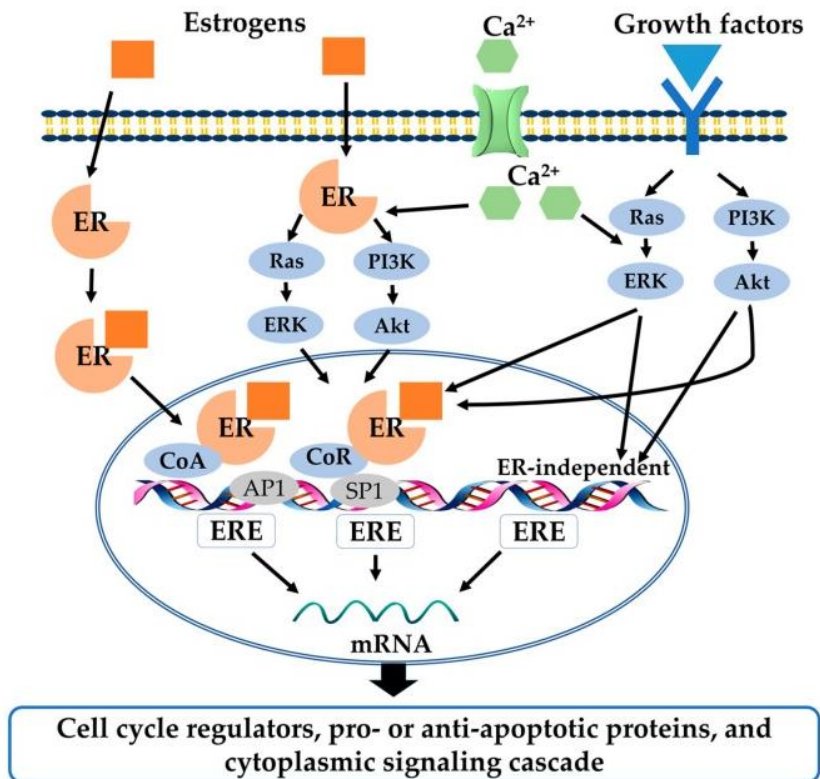 Estrogens
Ca²⁺
Growth factors
Ca²⁺
ER
ER
Ras
PI3K
Ras
PI3K
ERK
Akt
ERK
Akt
ER
ER
ER
CoA
CoR
ER-independent
AP1
SP1
ERE
ERE
ERE
mRNA
Cell cycle regulators, pro- or anti-apoptotic proteins, and
cytoplasmic signaling cascade